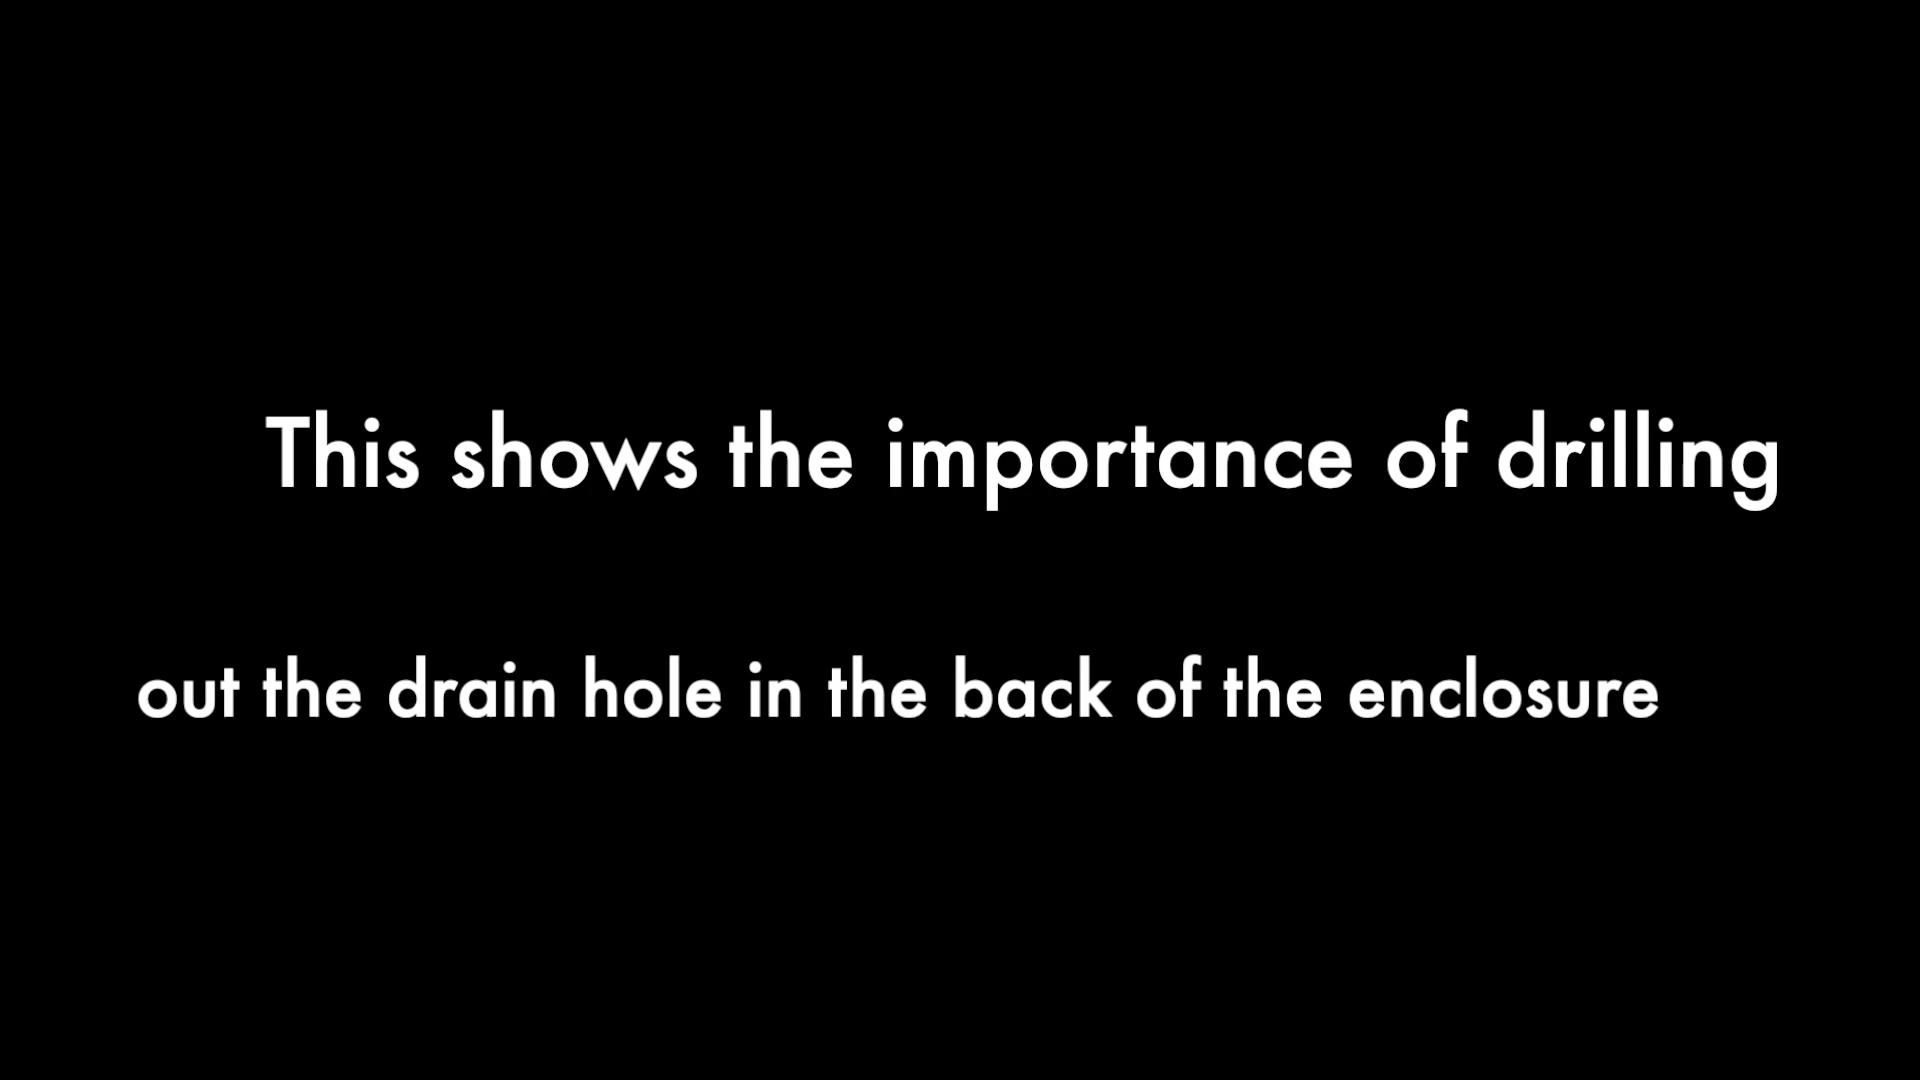 This shows the importance of drilling
out the drain hole in the back of the enclosure